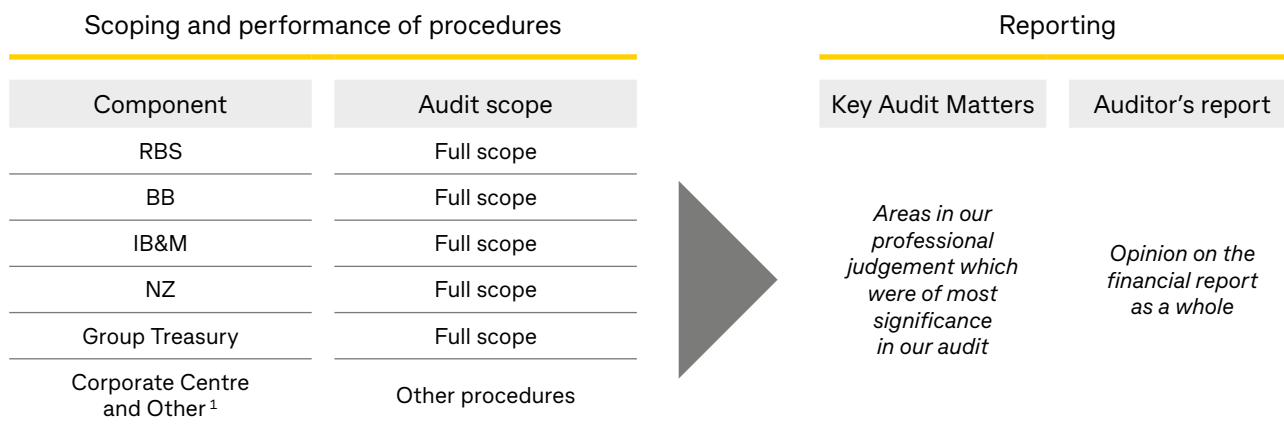 Scoping and performance of procedures
Reporting
Component
Audit scope
Key Audit Matters
Auditor's report
RBS
Full scope
BB
Full scope
IB&M
Full scope
NZ
Full scope
Group Treasury
Full scope
Corporate Centre
and Other 1
Other procedures
Areas in our
professional
judgement which
were of most
significance
in our audit
Opinion on the
financial report
as a whole